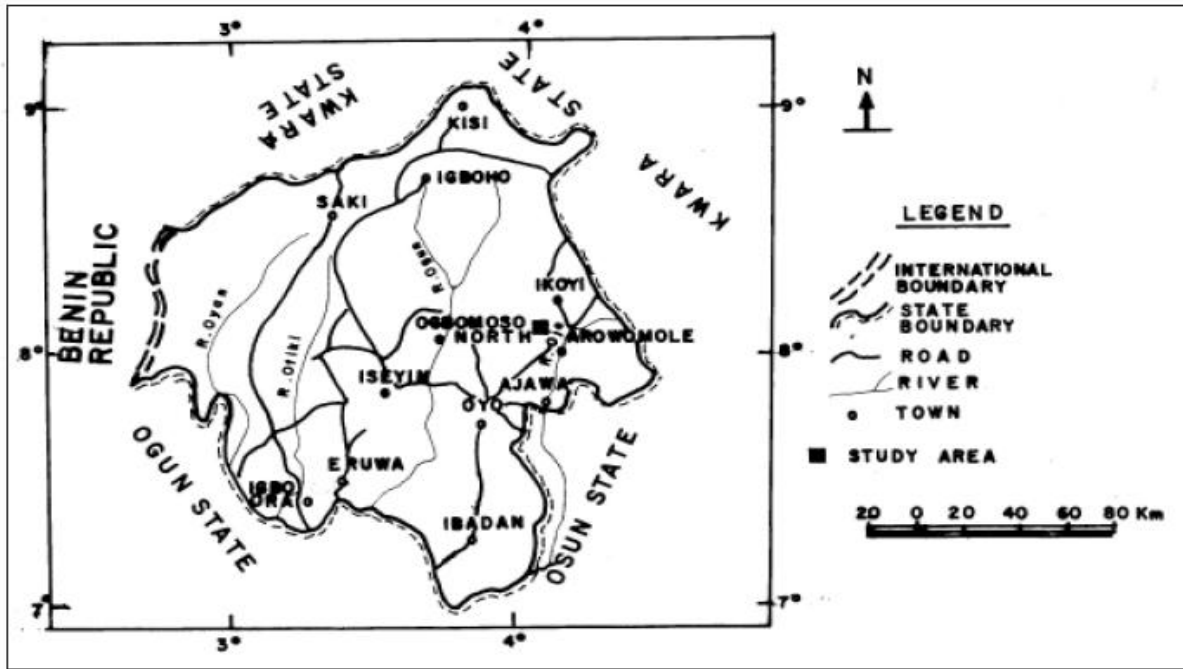 3°
4°
KWARA
STATE
STATE
N
9°
KISI
9°
KWARA
IGBOHO
SAKI
LEGEND
BENIN
REPUBLIC
R.Ogun
INTERNATIONAL
BOUNDARY
IKOYI
STATE
BOUNDARY
R.Oyan
OGBOMOSO
NORTH
AROWOMOLE
8°
8°
ROAD
R.Ofiki
ISEYIN
AJAWA
RIVER
OYO
TOWN
OGUN STATE
ERUWA
STUDY AREA
IGBO
ORA
OSUN STATE
IBADAN
20 0 20 40 60 80 Km
7°
7°
3°
4°